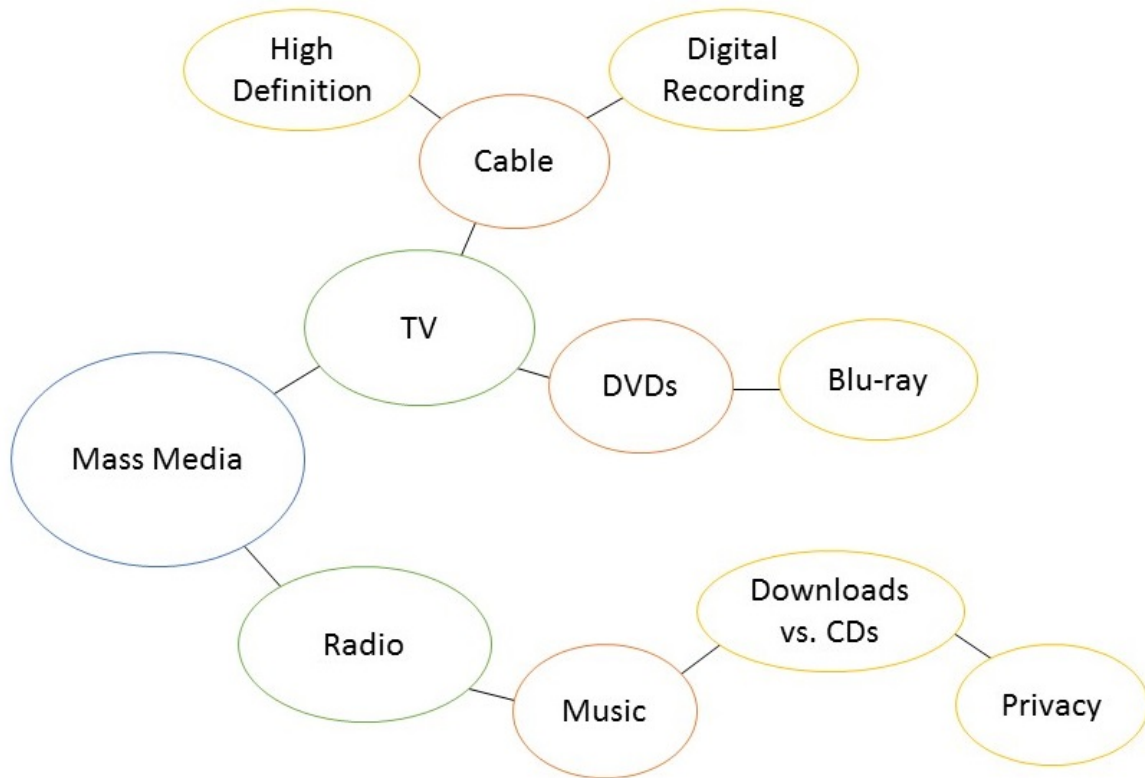 High
Definition
Digital
Recording
Cable
TV
DVDs
Blu-ray
Mass Media
Radio
Music
Downloads
vs. CDs
Privacy